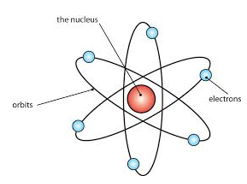 the nucleus
orbits
electrons